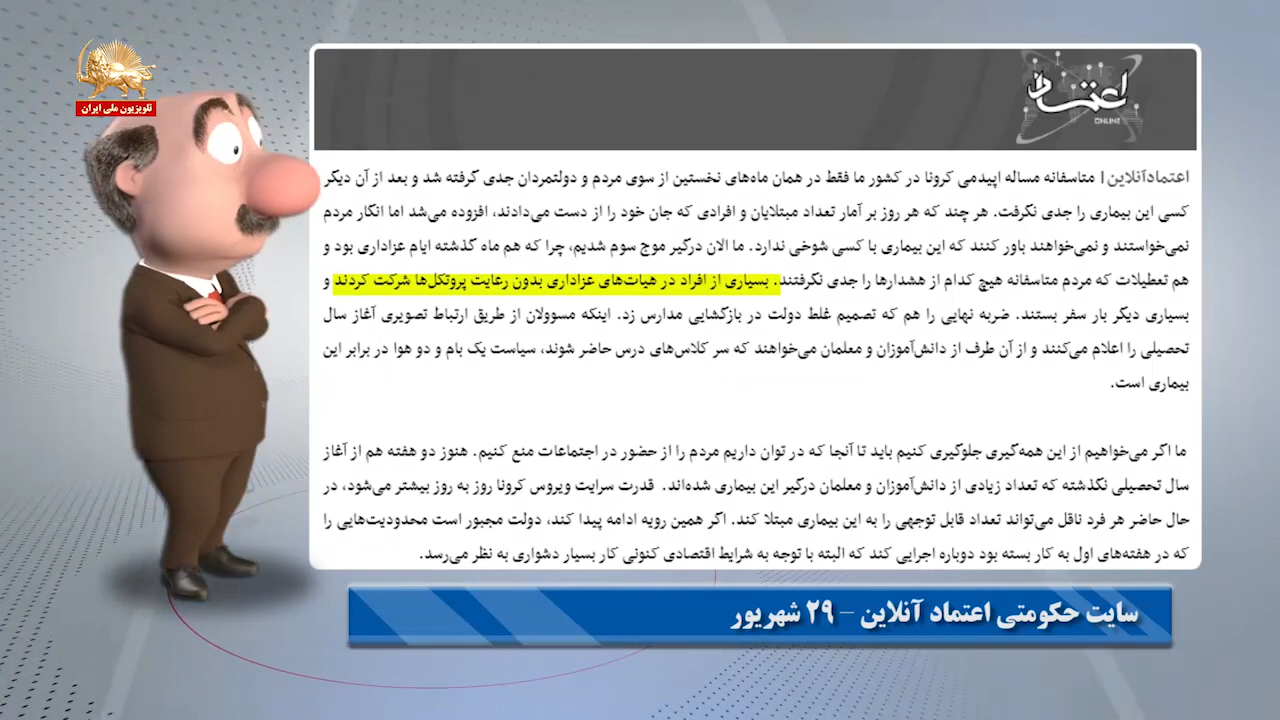 تلویزیون ملی ایران
اعتماد
ONLINE
اعتمادآنلاین| متاسفانه مساله اپیدمی کرونا در کشور ما فقط در همان ماه‌های نخستین از سوی مردم و دولتمردان جدی گرفته شد و بعد از آن دیگر
کسی این بیماری را جدی نگرفت. هر چند که هر روز بر آمار تعداد مبتلایان و افرادی که جان خود را از دست می‌دادند، افزوده می‌شد اما انگار مردم
نمی‌خواستند و نمی‌خواهند باور کنند که این بیماری با کسی شوخی ندارد. ما الان درگیر موج سوم شدیم، چرا که هم ماه گذشته ایام عزاداری بود و
هم تعطیلات که مردم متاسفانه هیچ کدام از هشدارها را جدی نگرفتند. بسیاری از افراد در هیات‌های عزاداری بدون رعایت پروتکل‌ها شرکت کردند و
بسیاری دیگر بار سفر بستند. ضربه نهایی را هم که تصمیم غلط دولت در بازگشایی مدارس زد. اینکه مسوولان از طریق ارتباط تصویری آغاز سال
تحصیلی را اعلام می‌کنند و از آن طرف از دانش‌آموزان و معلمان می‌خواهند که سر کلاس‌های درس حاضر شوند، سیاست یک بام و دو هوا در برابر این
بیماری است.
ما اگر می‌خواهیم از این همه‌گیری جلوگیری کنیم باید تا آنجا که در توان داریم مردم را از حضور در اجتماعات منع کنیم. هنوز دو هفته هم از آغاز
سال تحصیلی نگذشته که تعداد زیادی از دانش‌آموزان و معلمان درگیر این بیماری شده‌اند. قدرت سرایت ویروس کرونا روز به روز بیشتر می‌شود، در
حال حاضر هر فرد ناقل می‌تواند تعداد قابل توجهی را به این بیماری مبتلا کند. اگر همین رویه ادامه پیدا کند، دولت مجبور است محدودیت‌هایی را
که در هفته‌های اول به کار بسته بود دوباره اجرایی کند که البته با توجه به شرایط اقتصادی کنونی کار بسیار دشواری به نظر می‌رسد.
سایت حکومتی اعتماد آنلاین – ۲۹ شهریور